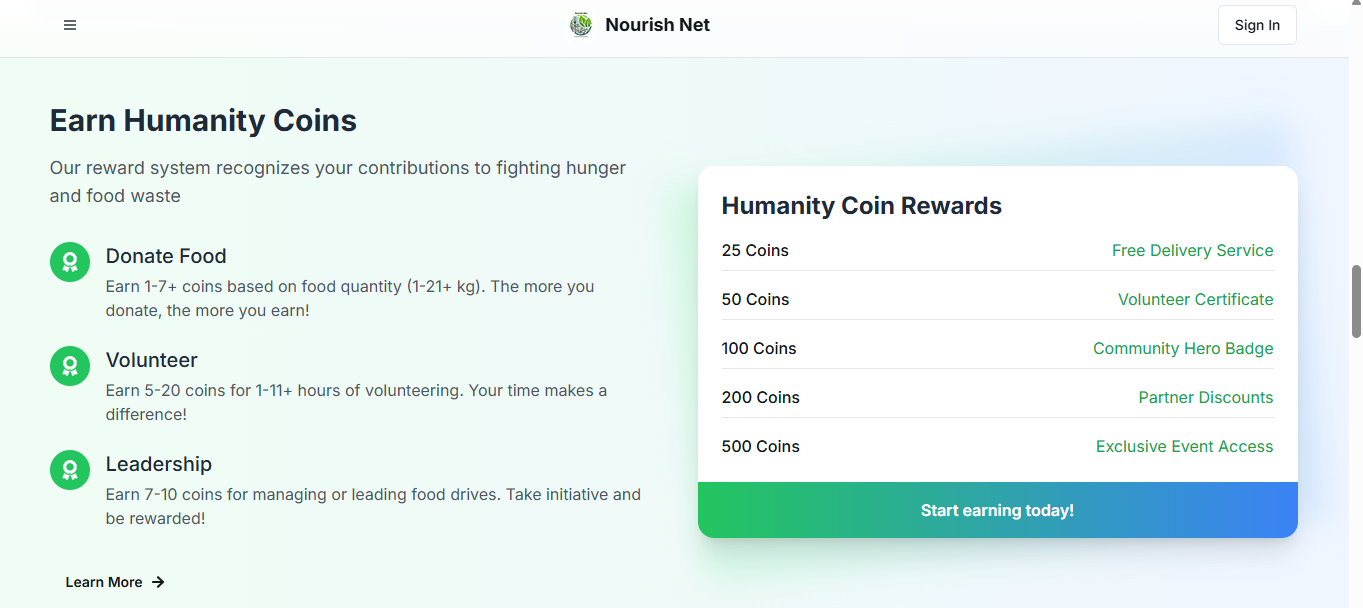 Nourish Net
Sign In
Earn Humanity Coins
Our reward system recognizes your contributions to fighting hunger
and food waste
Donate Food
Earn 1-7+ coins based on food quantity (1-21+ kg). The more you
donate, the more you earn!
Volunteer
Earn 5-20 coins for 1-11+ hours of volunteering. Your time makes a
difference!
Leadership
Earn 7-10 coins for managing or leading food drives. Take initiative and
be rewarded!
Learn More →
Humanity Coin Rewards
25 Coins Free Delivery Service
50 Coins Volunteer Certificate
100 Coins Community Hero Badge
200 Coins Partner Discounts
500 Coins Exclusive Event Access
Start earning today!